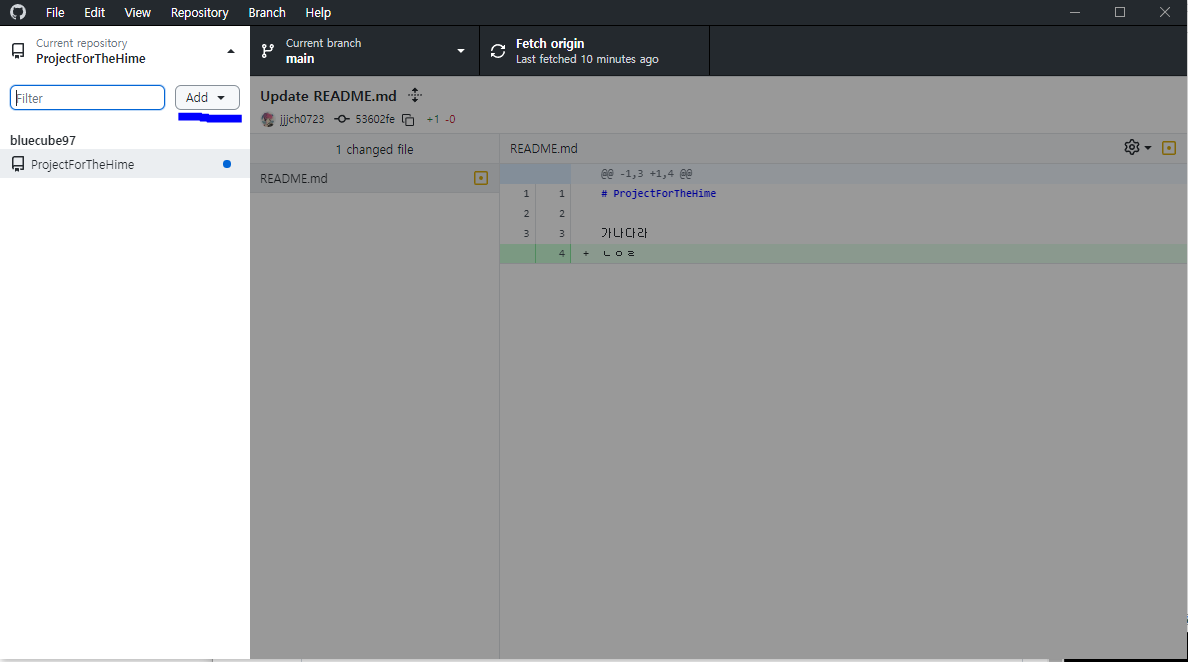 File Edit View Repository Branch Help
Current repository
ProjectForTheHime
Current branch
main
Fetch origin
Last fetched 10 minutes ago
Filter
Add
bluecube97
ProjectForTheHime
Update README.md
jjjch0723 53602fe +1 -0
1 changed file
README.md
README.md
@@ -1,3 +1,4 @@
1 1 # ProjectForTheHime
2 2
3 3 가나다라
4 + ㄴㅇㄹ